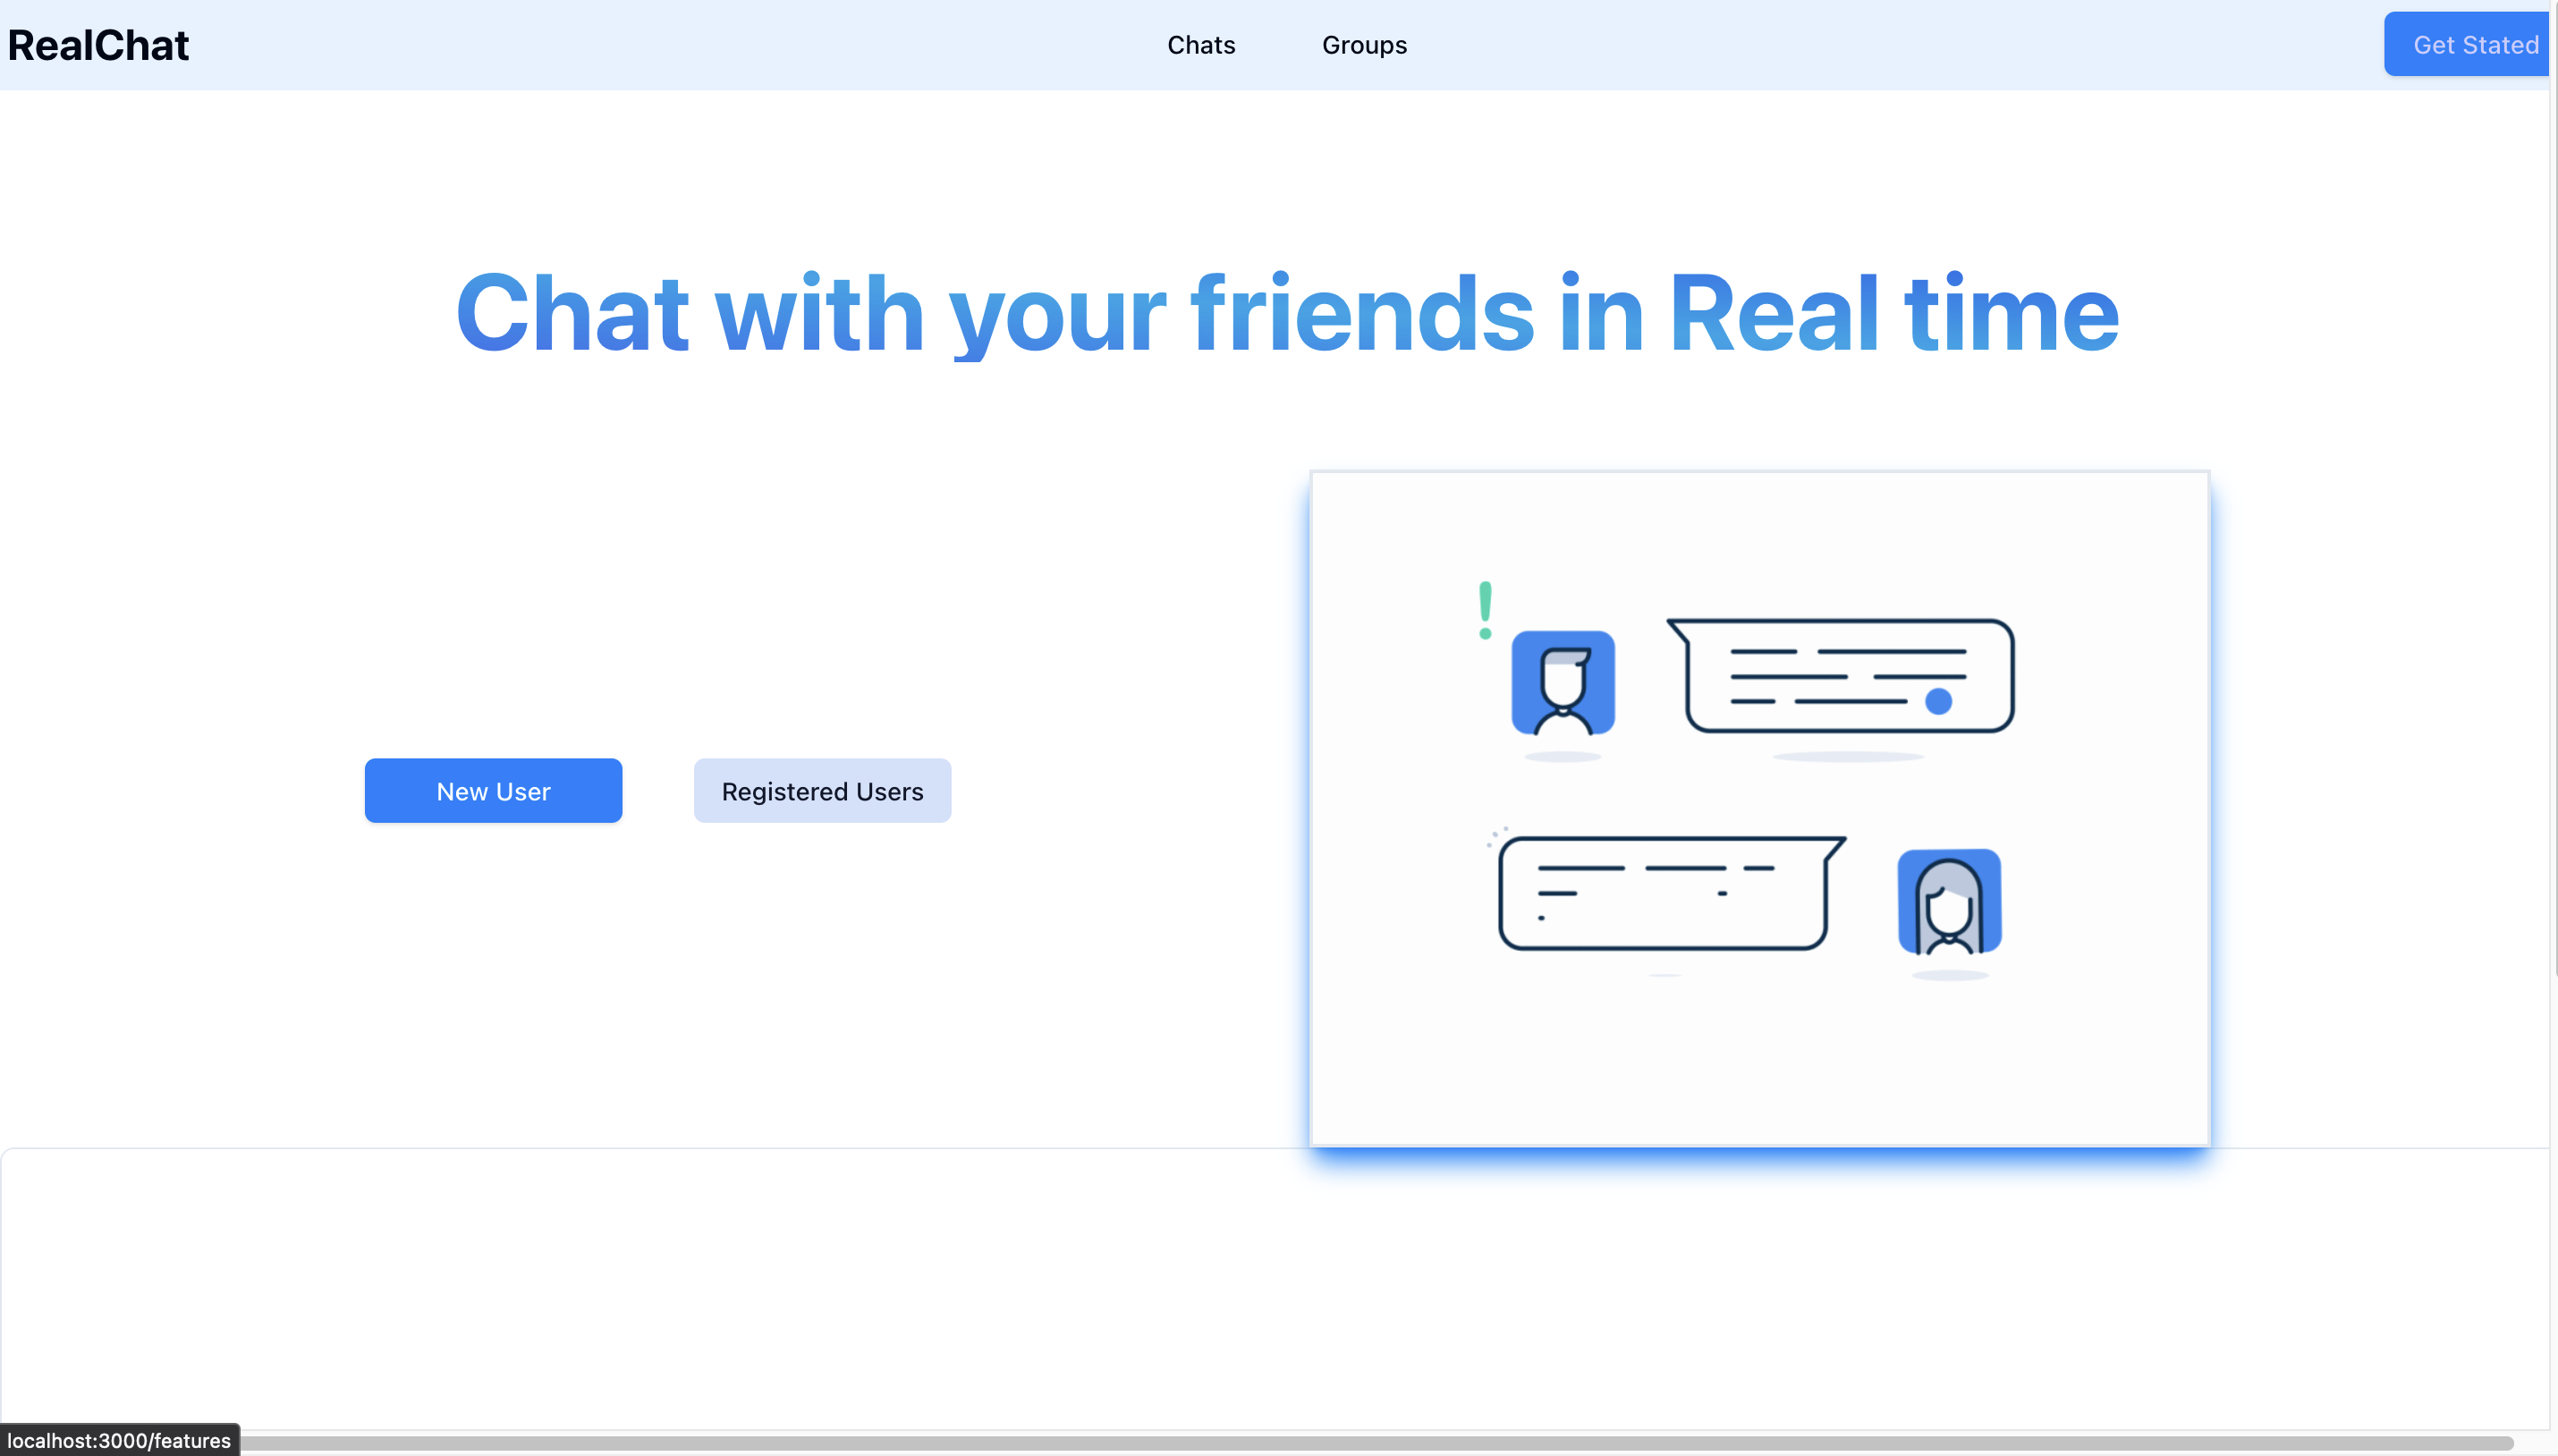 RealChat
Chats
Groups
Get Stated
Chat with your friends in Real time
New User
Registered Users
localhost:3000/features